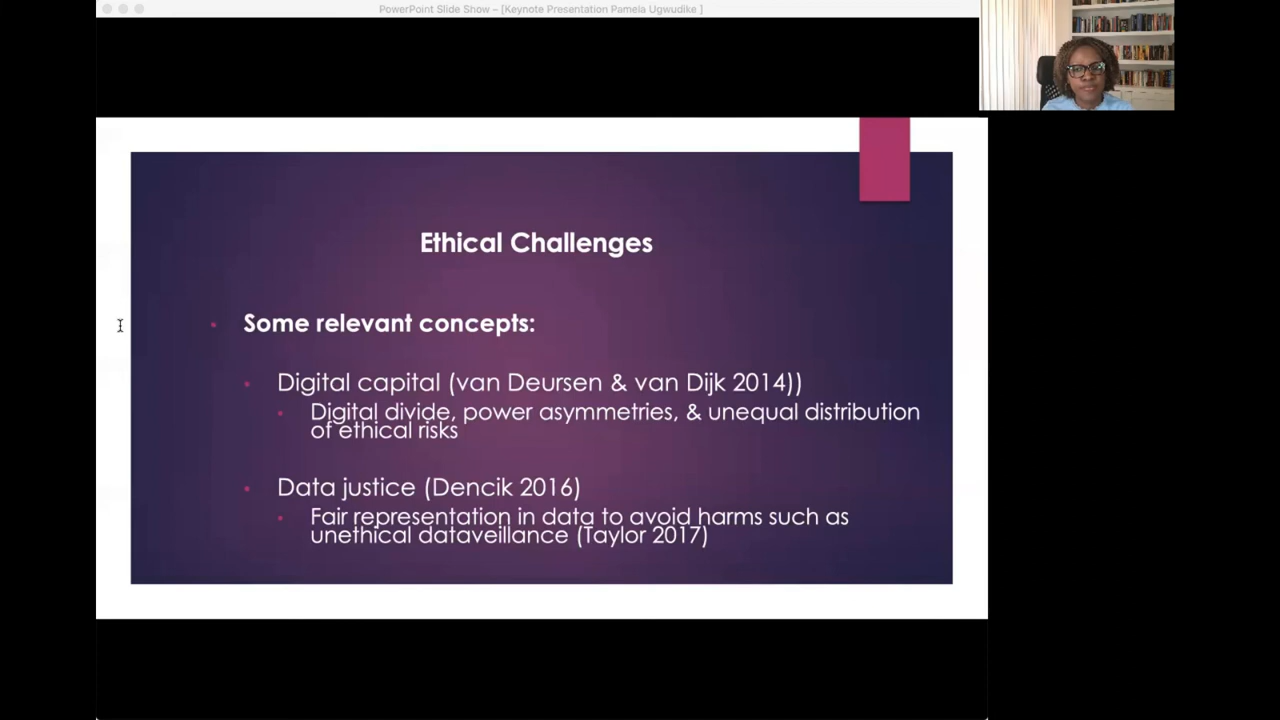 PowerPoint Slide Show – [Keynote Presentation Pamela Ugwudike ]
Ethical Challenges
• Some relevant concepts:
• Digital capital (van Deursen & van Dijk 2014))
• Digital divide, power asymmetries, & unequal distribution
of ethical risks
• Data justice (Dencik 2016)
• Fair representation in data to avoid harms such as
unethical dataveillance (Taylor 2017)